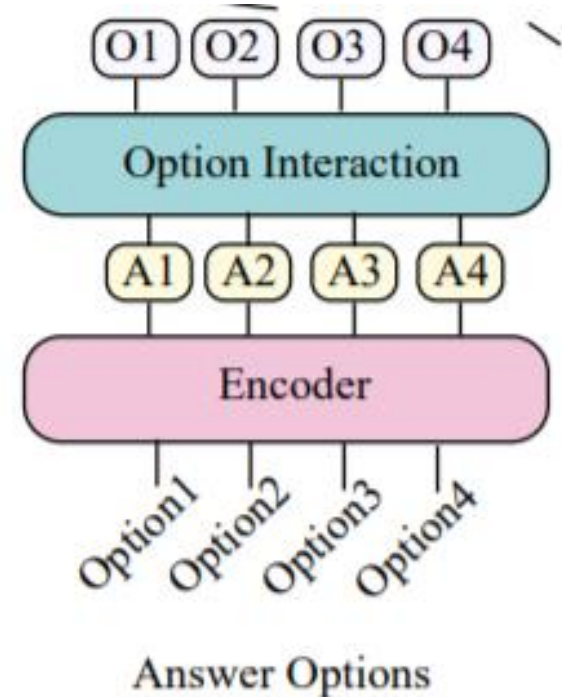 O1 O2 O3 O4
Option Interaction
A1 A2 A3 A4
Encoder
Option1 Option2 Option3 Option4
Answer Options